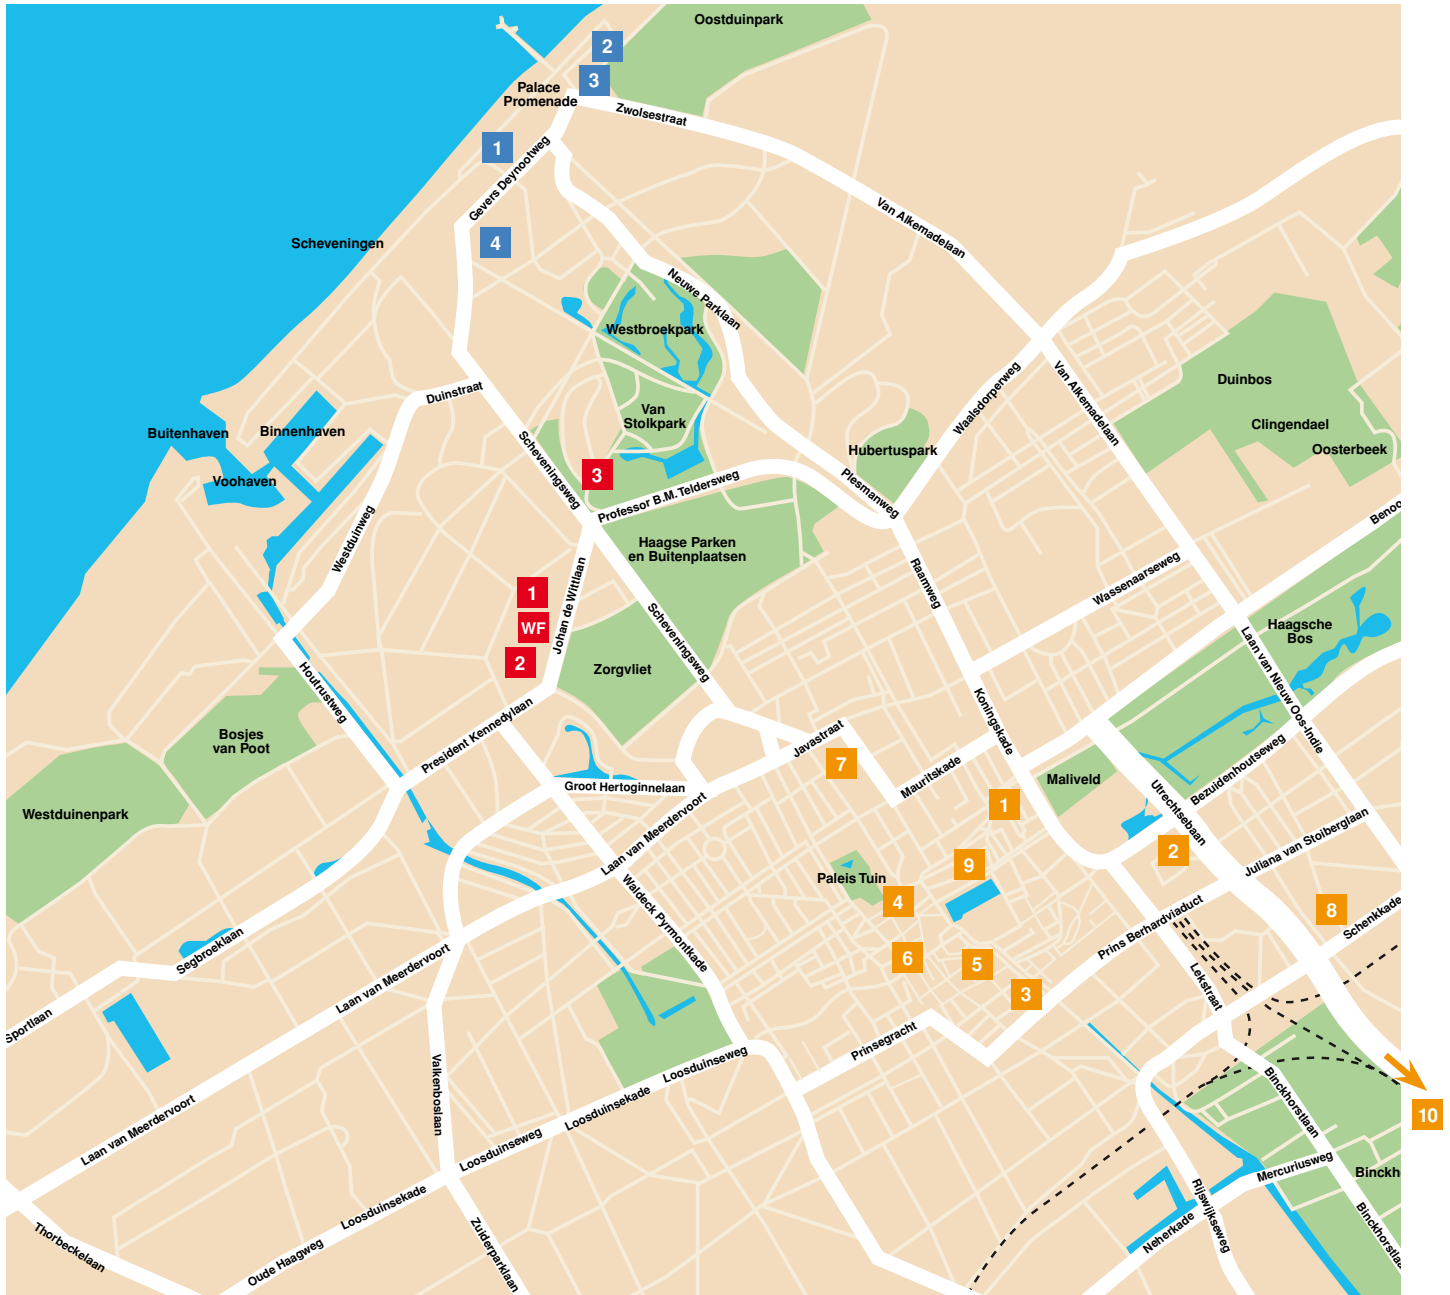 Oostduinpark
2
3
Palace
Promenade
Zwolsestraat
1
Gevers Deynootweg
Van Alkemadelaan
4
Scheveningen
Neuwe Parklaan
Westbroekpark
Van Alkemadelaan
Waalsdorperweg
Duinbos
Duinstraat
Van
Stolkpark
Clingendael
Buitenhaven
Binnenhaven
Hubertuspark
Oosterbeek
Scheveningsweg
3
Voohaven
Professor B.M. Teldersweg
Plesmanweg
Benoo
Westduinweg
Haagse Parken
en Buitenplaatsen
Raamweg
Wassenaarseweg
1
Johan de Wittlaan
WF
Scheveningsweg
Haagsche
Bos
2
Zorgvliet
Laan van Nieuw Oos-Indie
Houtrustweg
Koningskade
Bosjes
van Poot
President Kennedylaan
Javastraat
7
Mauritskade
Maliveld
Bezuidenhoutseweg
Groot Hertoginnelaan
Utrechtsebaan
Westduinenpark
1
Laan van Meerdervoort
Juliana van Stoiberglaan
2
9
Paleis Tuin
4
Waldeck Pyrmontkade
8
Schenkkade
Prins Berhardviaduct
Segbroeklaan
Laan van Meerdervoort
6
5
3
Lekstraat
Sportlaan
Prinsegracht
Valkenboslaan
Loosduinseweg
Binckhorstlaan
10
Loosduinsekade
Laan van Meerdervoort
Loosduinseweg
Mercuriusweg
Binckh
Loosduinsekade
Rijswijkseweg
Neherkade
Binckhorstlaa
Thorbeckelaan
Oude Haagweg
Zuiderparklaan